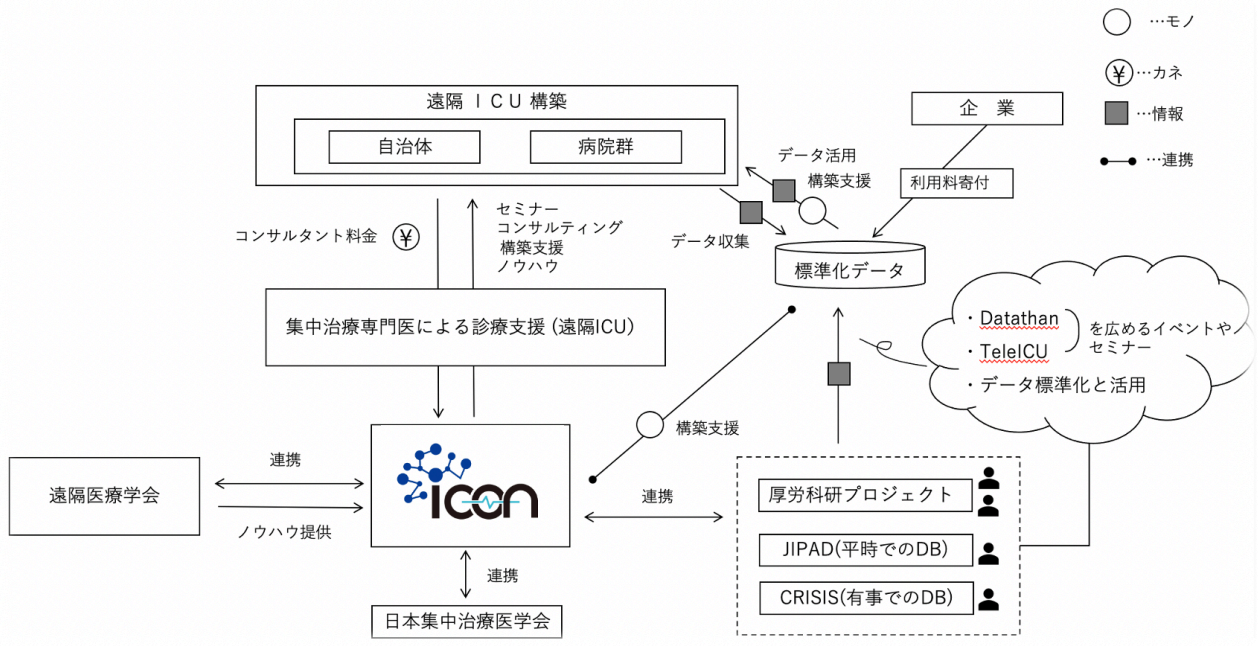 …モノ
¥…カネ
…情報
…連携
遠隔 ＩＣＵ 構築
自治体
病院群
企　業
利用料寄付
データ活用
構築支援
データ収集
標準化データ
コンサルタント料金 ¥
セミナー
コンサルティング
構築支援
ノウハウ
集中治療専門医による診療支援 (遠隔ICU)
・Datathan
・TeleICU
を広めるイベントや
セミナー
・データ標準化と活用
構築支援
遠隔医療学会
連携
ノウハウ提供
icon
連携
厚労科研プロジェクト
JIPAD(平時でのDB)
CRISIS(有事でのDB)
連携
日本集中治療医学会